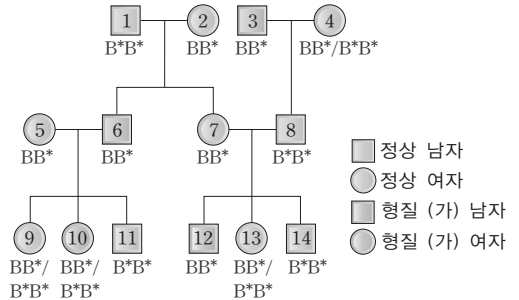 1 2 3 4
B*B* BB* BB* BB*/B*B*
5 6 7 8
BB* BB* BB* B*B*
정상 남자
정상 여자
형질 (가) 남자
형질 (가) 여자
9 10 11 12 13 14
BB*/ BB*/ B*B* BB* BB*/ B*B*
B*B* B*B* B*B*